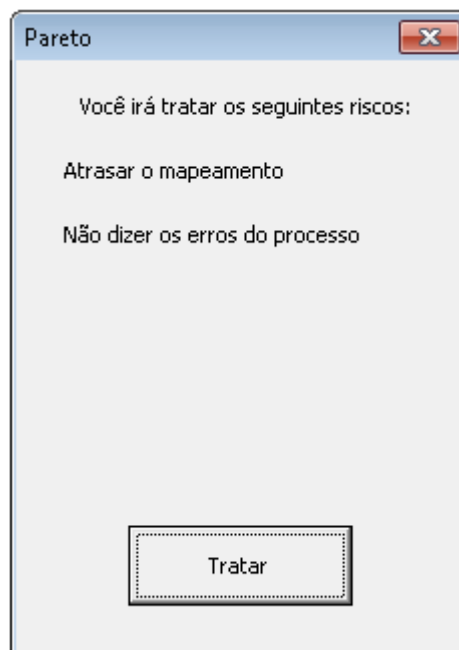 Pareto
Você irá tratar os seguintes riscos:
Atrasar o mapeamento
Não dizer os erros do processo
Tratar